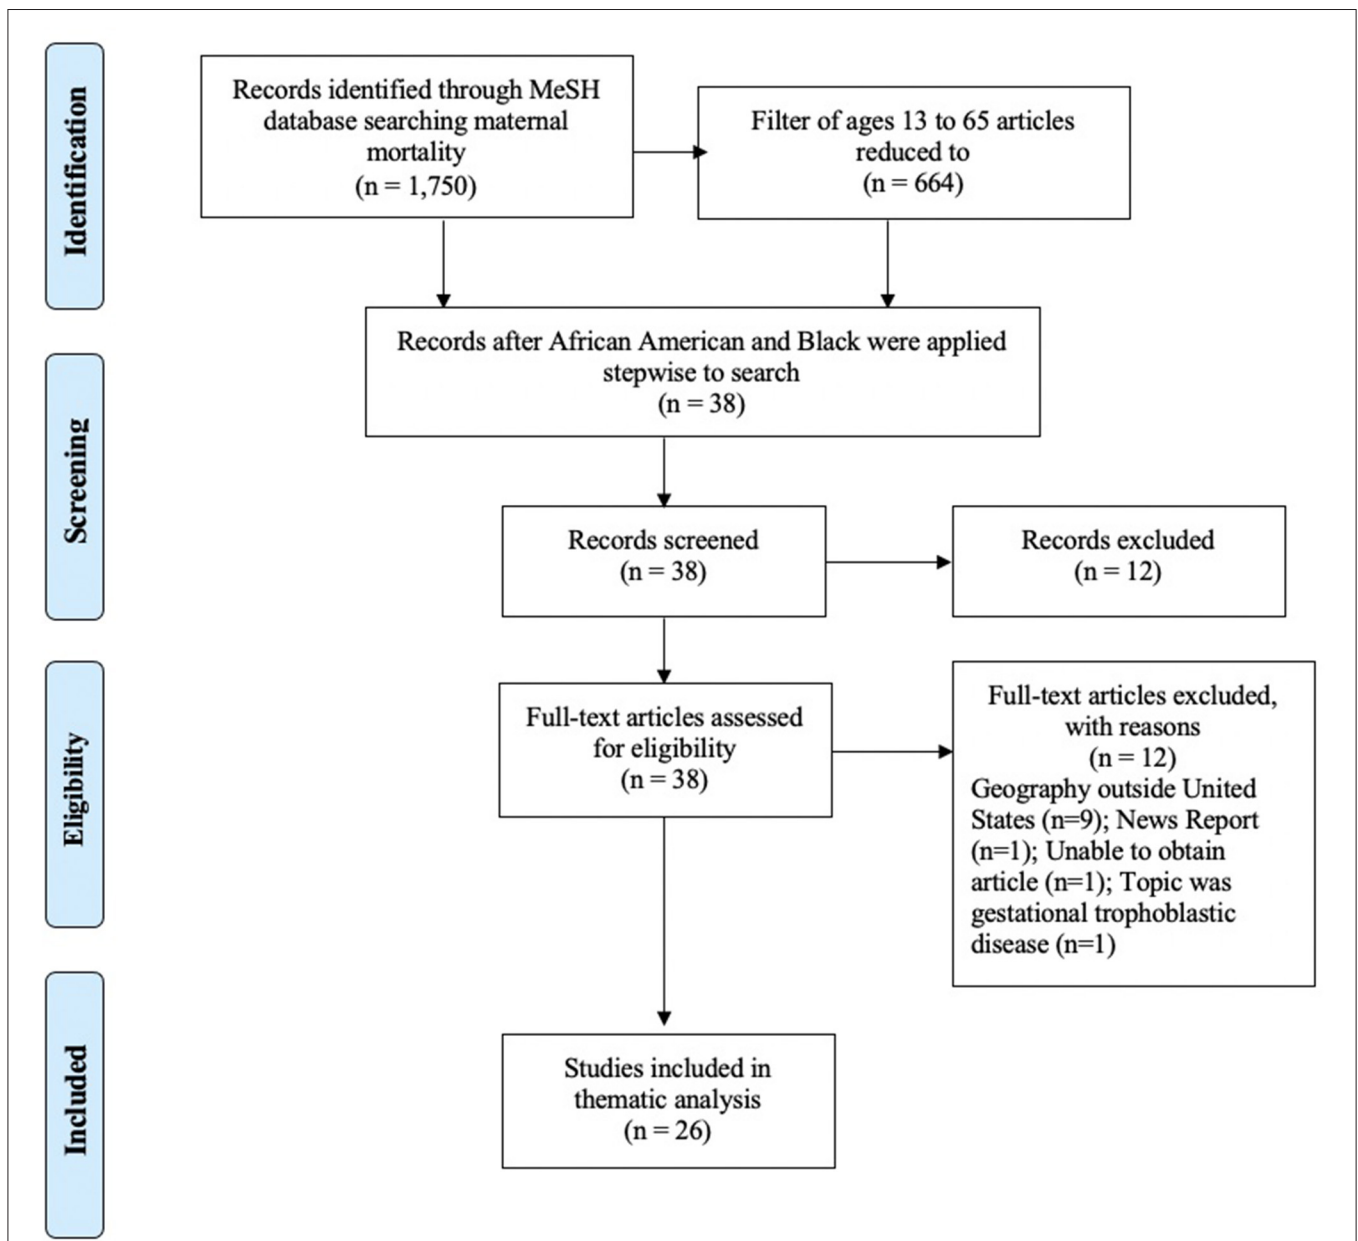 Identification
Records identified through MeSH
database searching maternal
mortality
(n = 1,750)
Filter of ages 13 to 65 articles
reduced to
(n = 664)
Records after African American and Black were applied
stepwise to search
(n = 38)
Screening
Records screened
(n = 38)
Records excluded
(n = 12)
Eligibility
Full-text articles assessed
for eligibility
(n = 38)
Full-text articles excluded,
with reasons
(n = 12)
Geography outside United
States (n=9); News Report
(n=1); Unable to obtain
article (n=1); Topic was
gestational trophoblastic
disease (n=1)
Included
Studies included in
thematic analysis
(n = 26)